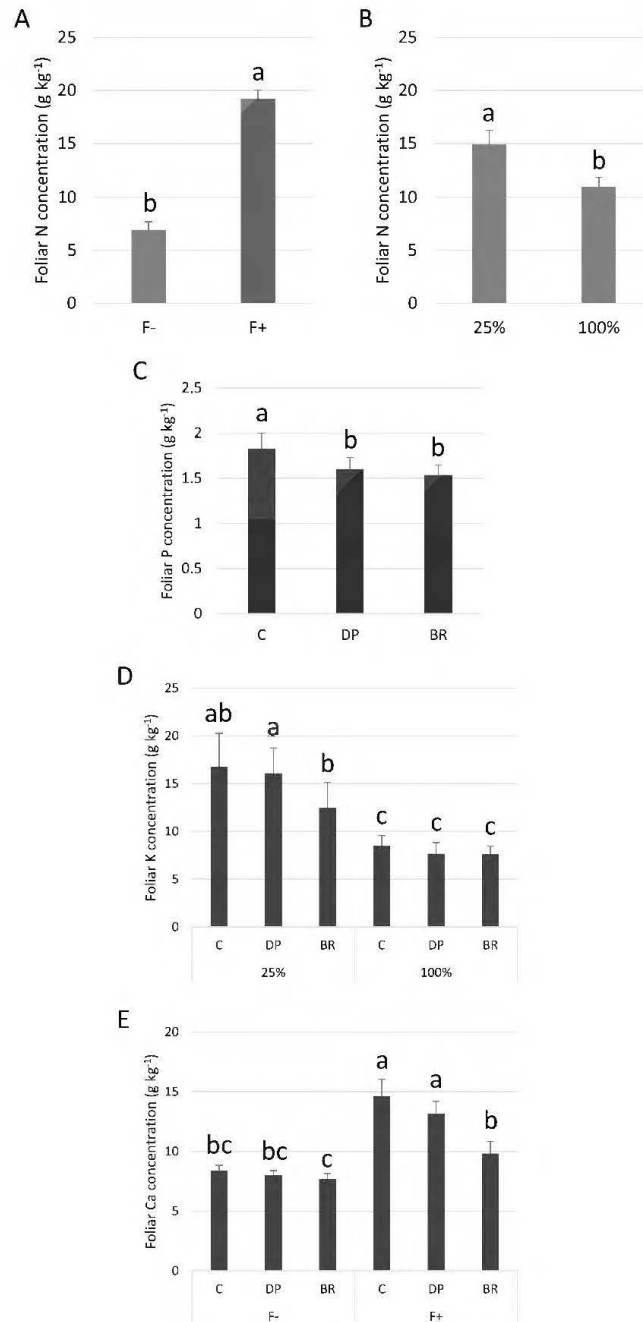 A
Foliar N concentration (g kg⁻¹)
25
20
15
10
5
0
b
a
F-
F+
B
Foliar N concentration (g kg⁻¹)
25
20
15
10
5
0
a
b
25%
100%
C
Foliar P concentration (g kg⁻¹)
2.5
2
1.5
1
0.5
0
a
b
b
C
DP
BR
D
Foliar K concentration (g kg⁻¹)
25
20
15
10
5
0
ab
a
b
c
c
c
C
DP
BR
C
DP
BR
25%
100%
E
Foliar Ca concentration (g kg⁻¹)
20
15
10
5
0
bc
bc
c
a
a
b
C
DP
BR
C
DP
BR
F-
F+